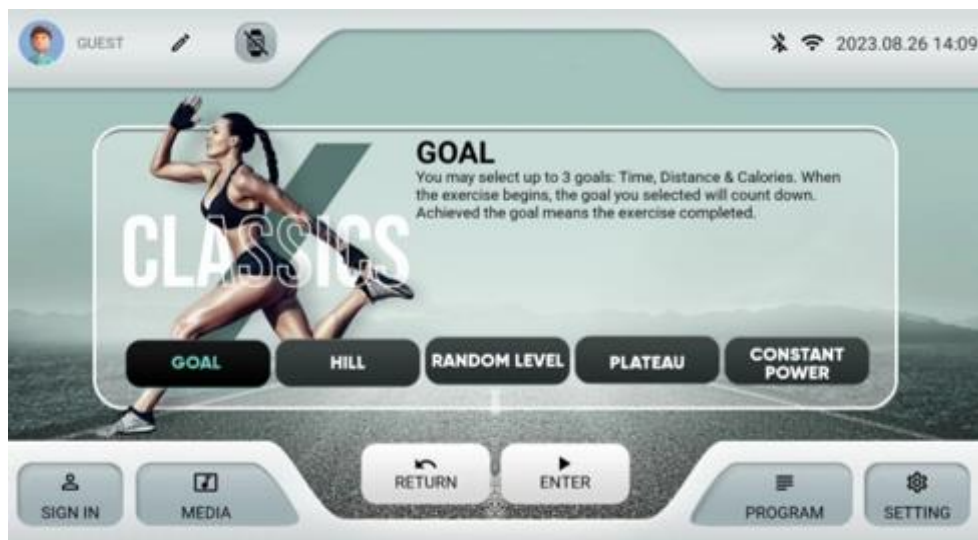 GUEST
2023.08.26 14:09
GOAL
You may select up to 3 goals: Time, Distance & Calories. When
the exercise begins, the goal you selected will count down.
Achieved the goal means the exercise completed.
CLASSICS
GOAL
HILL
RANDOM LEVEL
PLATEAU
CONSTANT
POWER
RETURN
ENTER
SIGN IN
MEDIA
PROGRAM
SETTING